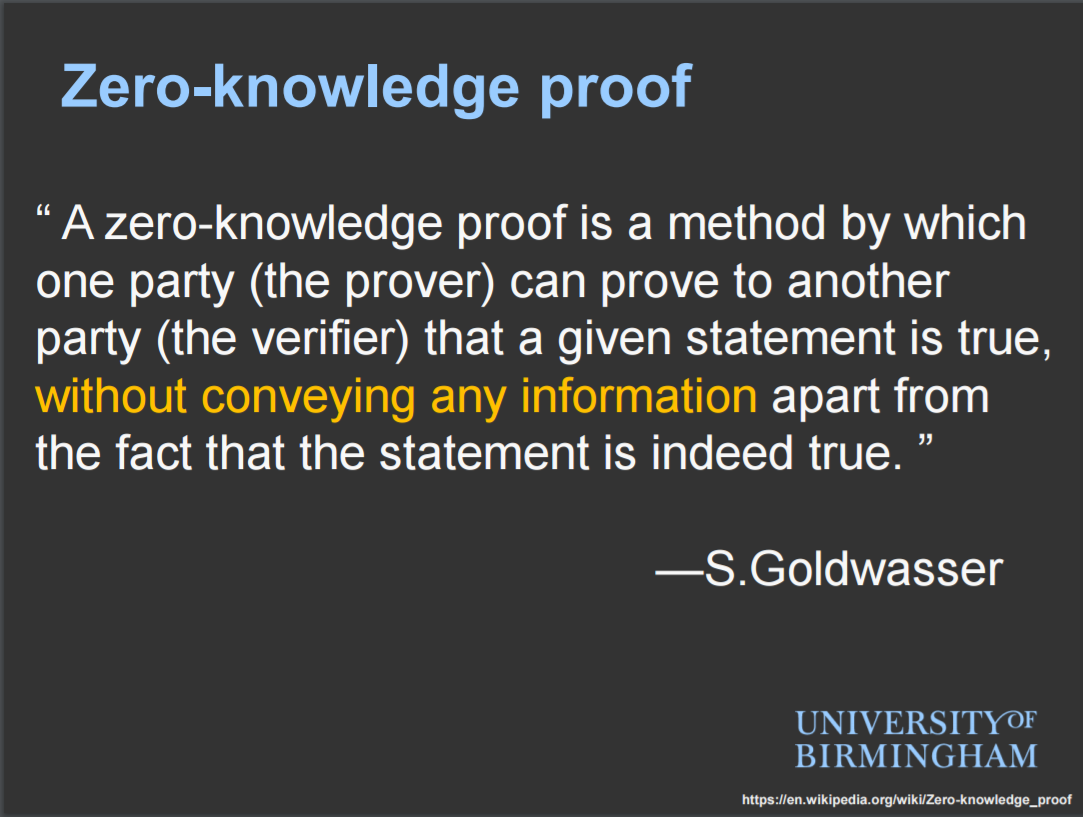 Zero-knowledge proof
“ A zero-knowledge proof is a method by which
one party (the prover) can prove to another
party (the verifier) that a given statement is true,
without conveying any information apart from
the fact that the statement is indeed true. ”
—S.Goldwasser
UNIVERSITY OF
BIRMINGHAM
https://en.wikipedia.org/wiki/Zero-knowledge_proof